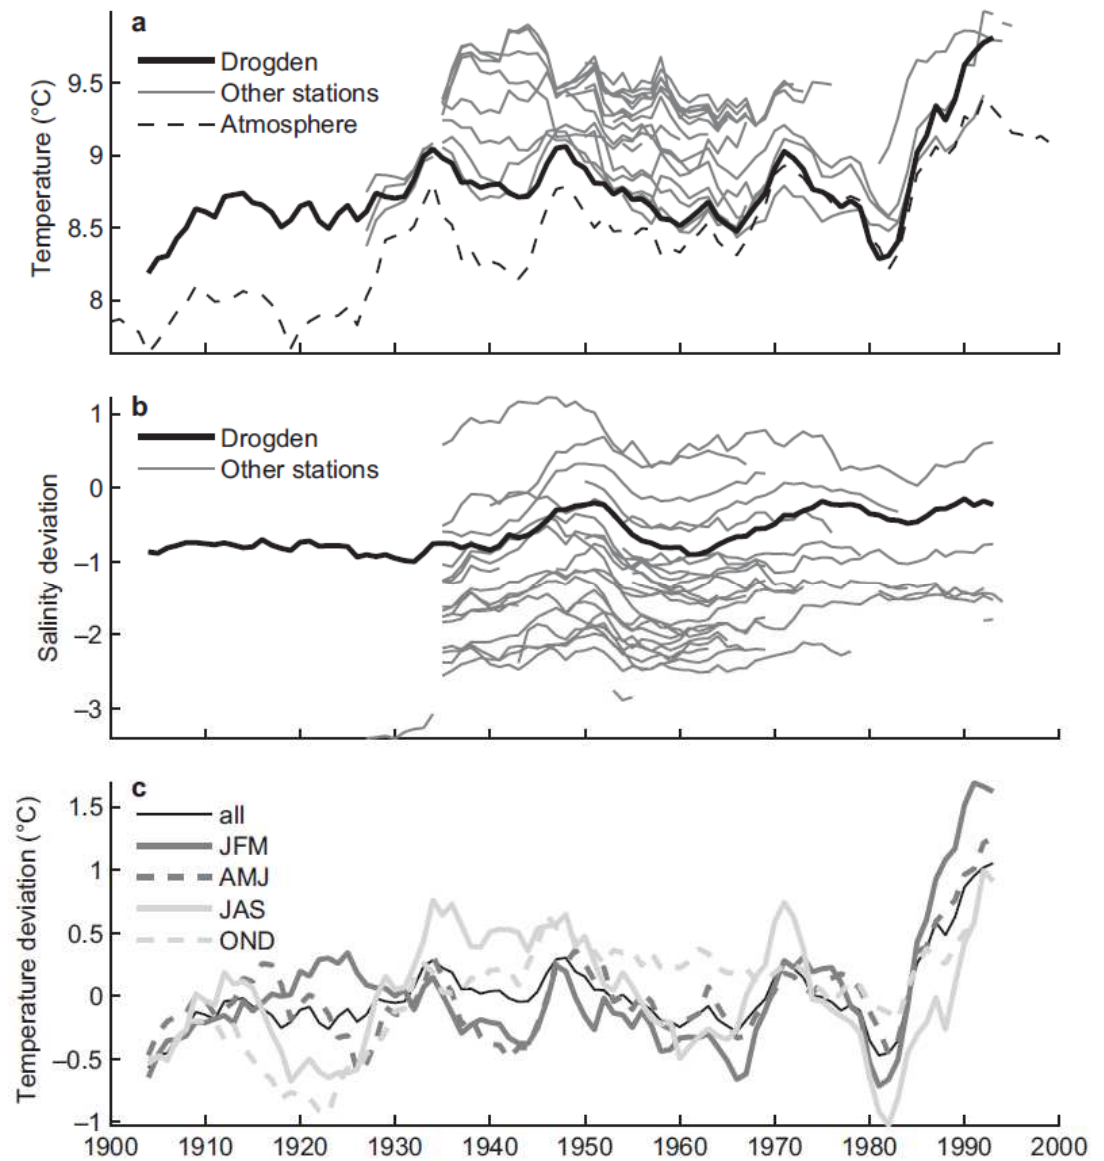 a
Drogden
Other stations
Atmosphere
Temperature (°C)
9.5
9
8.5
8
b
Drogden
Other stations
Salinity deviation
1
0
–1
–2
–3
c
all
JFM
AMJ
JAS
OND
Temperature deviation (°C)
1.5
1
0.5
0
–0.5
–1
1900 1910 1920 1930 1940 1950 1960 1970 1980 1990 2000